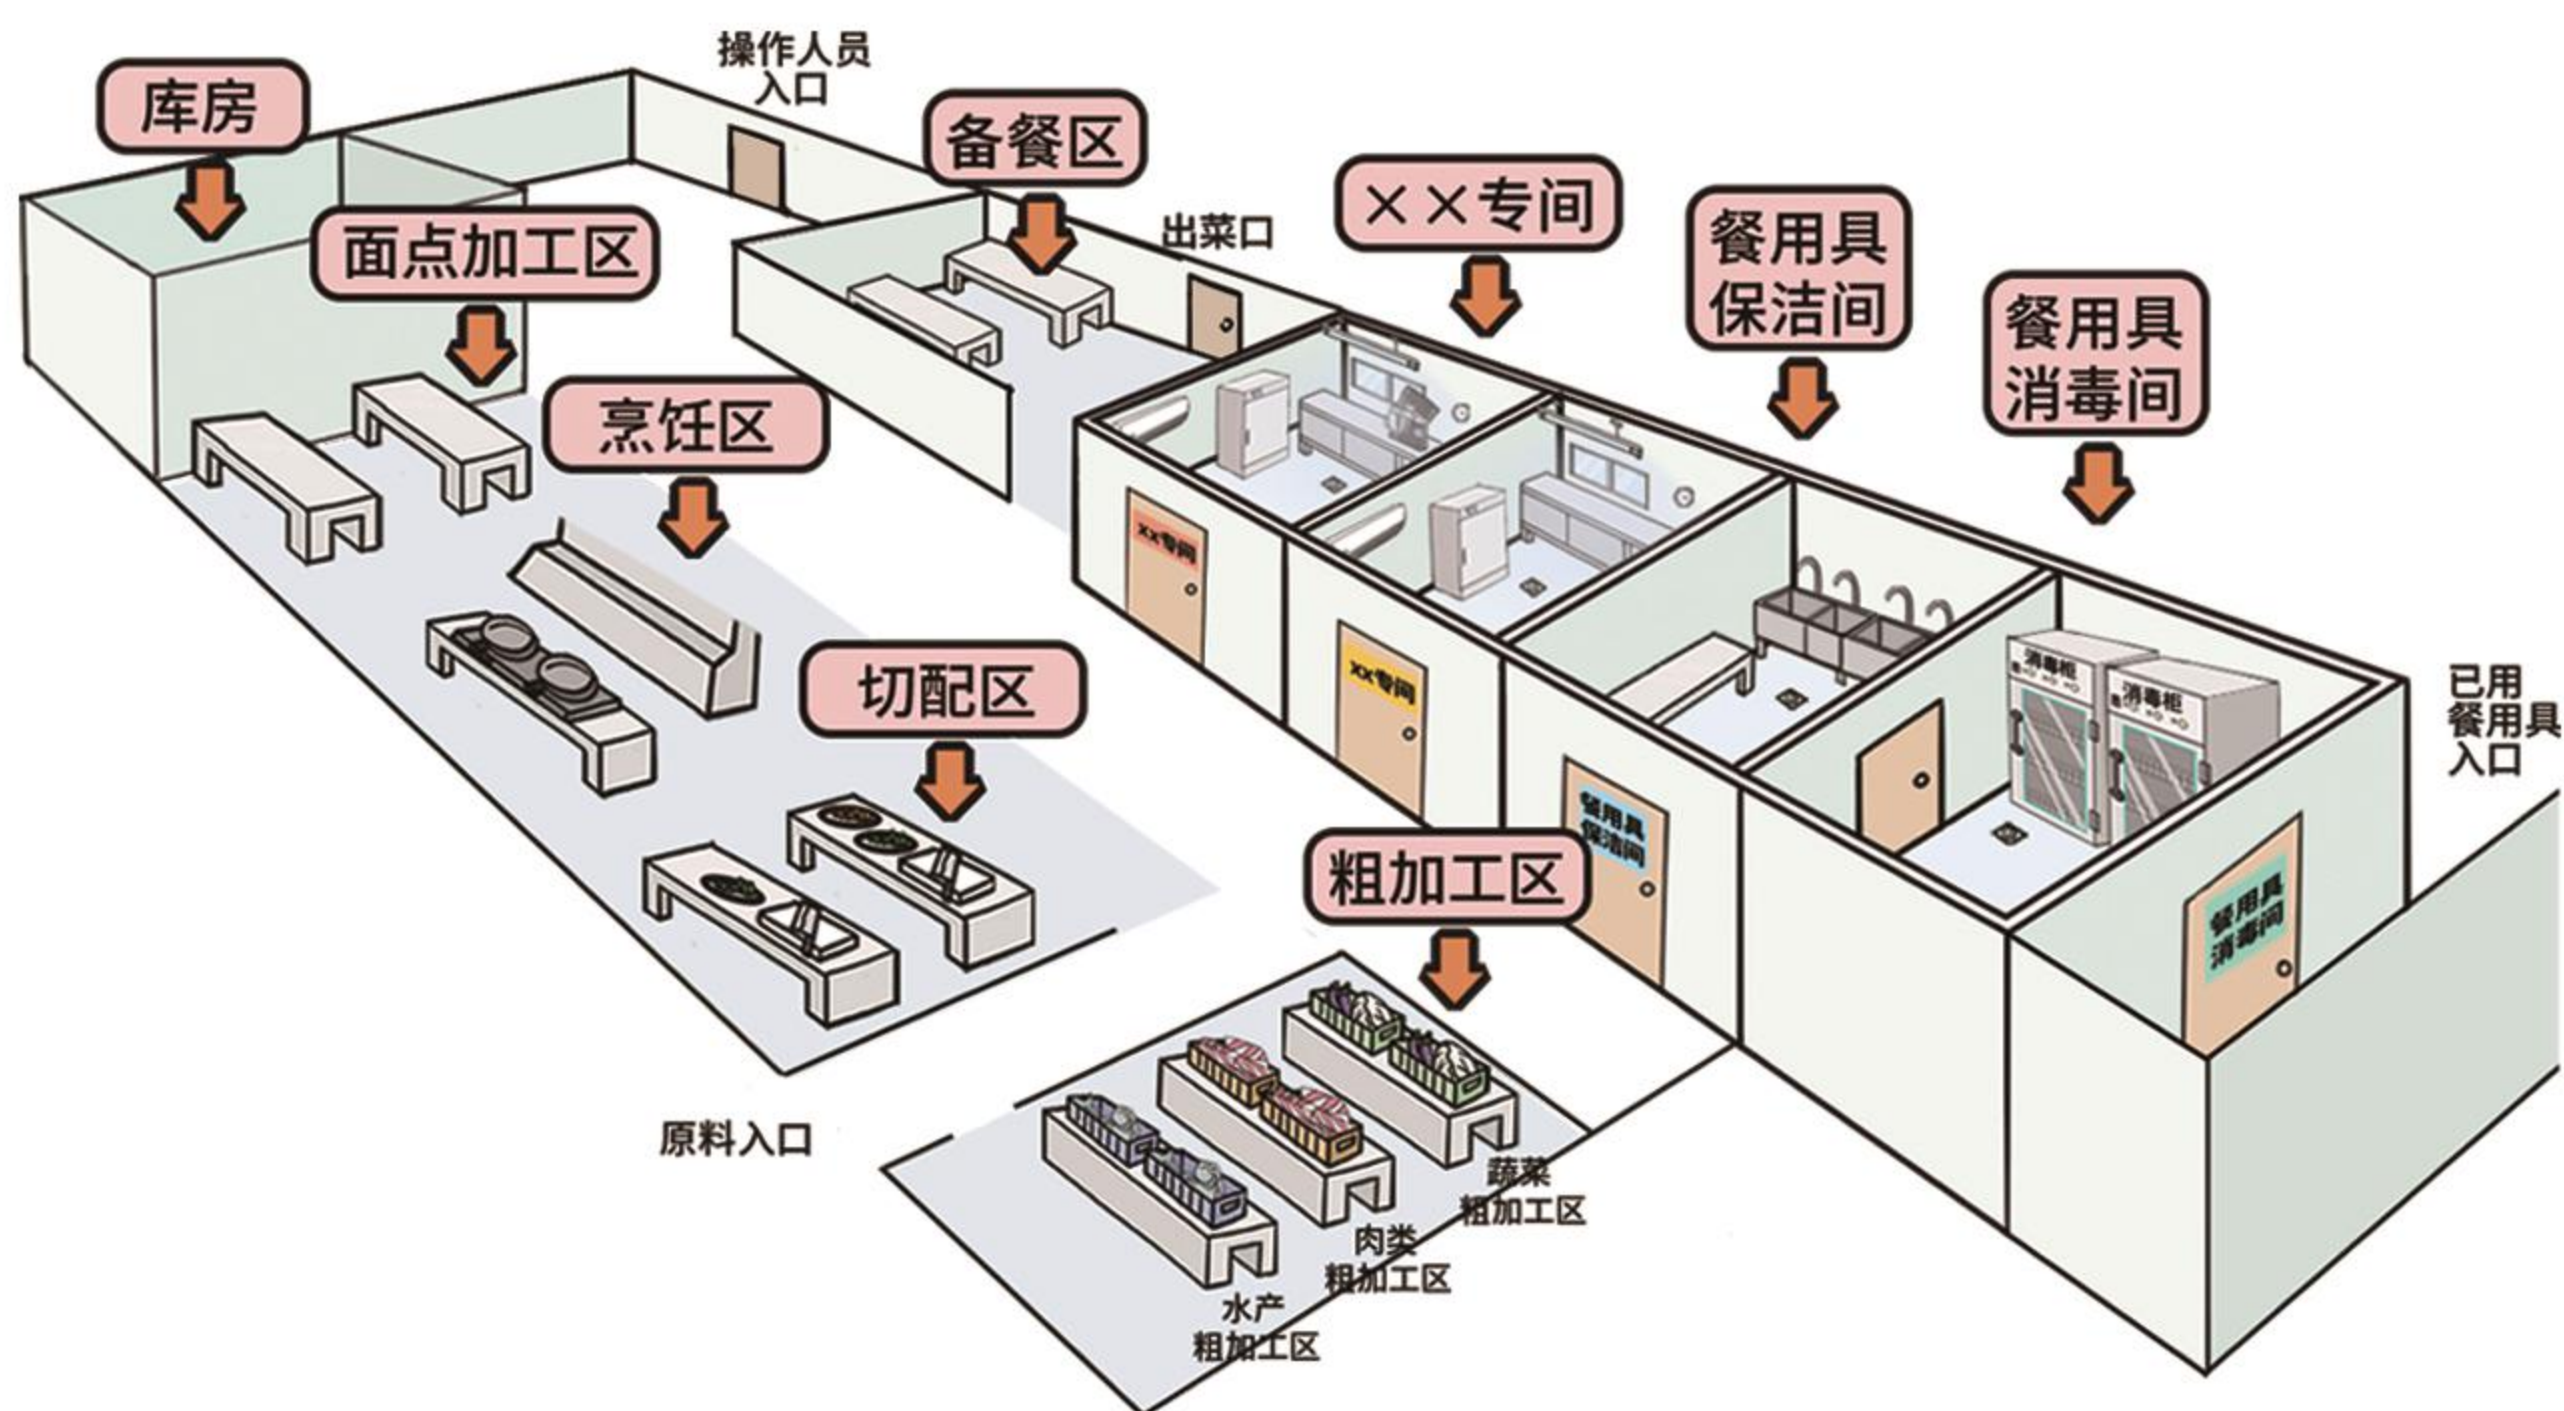 操作人员
入口
库房
备餐区
××专间
餐用具
保洁间
出菜口
面点加工区
餐用具
消毒间
烹饪区
xx专间
切配区
xx专间
消毒柜
消毒柜
已用
餐用具
入口
餐用具
保洁间
粗加工区
餐用具
消毒间
原料入口
蔬菜
粗加工区
肉类
粗加工区
水产
粗加工区